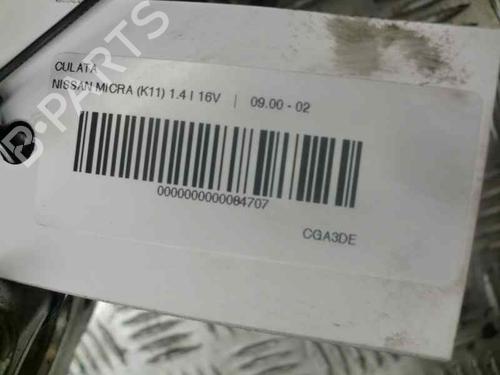 CULATA
NISSAN MICRA (K11) 1.4 I 16V | 09.00 - 02
0000000000084707
CGA3DE
B-PARTS